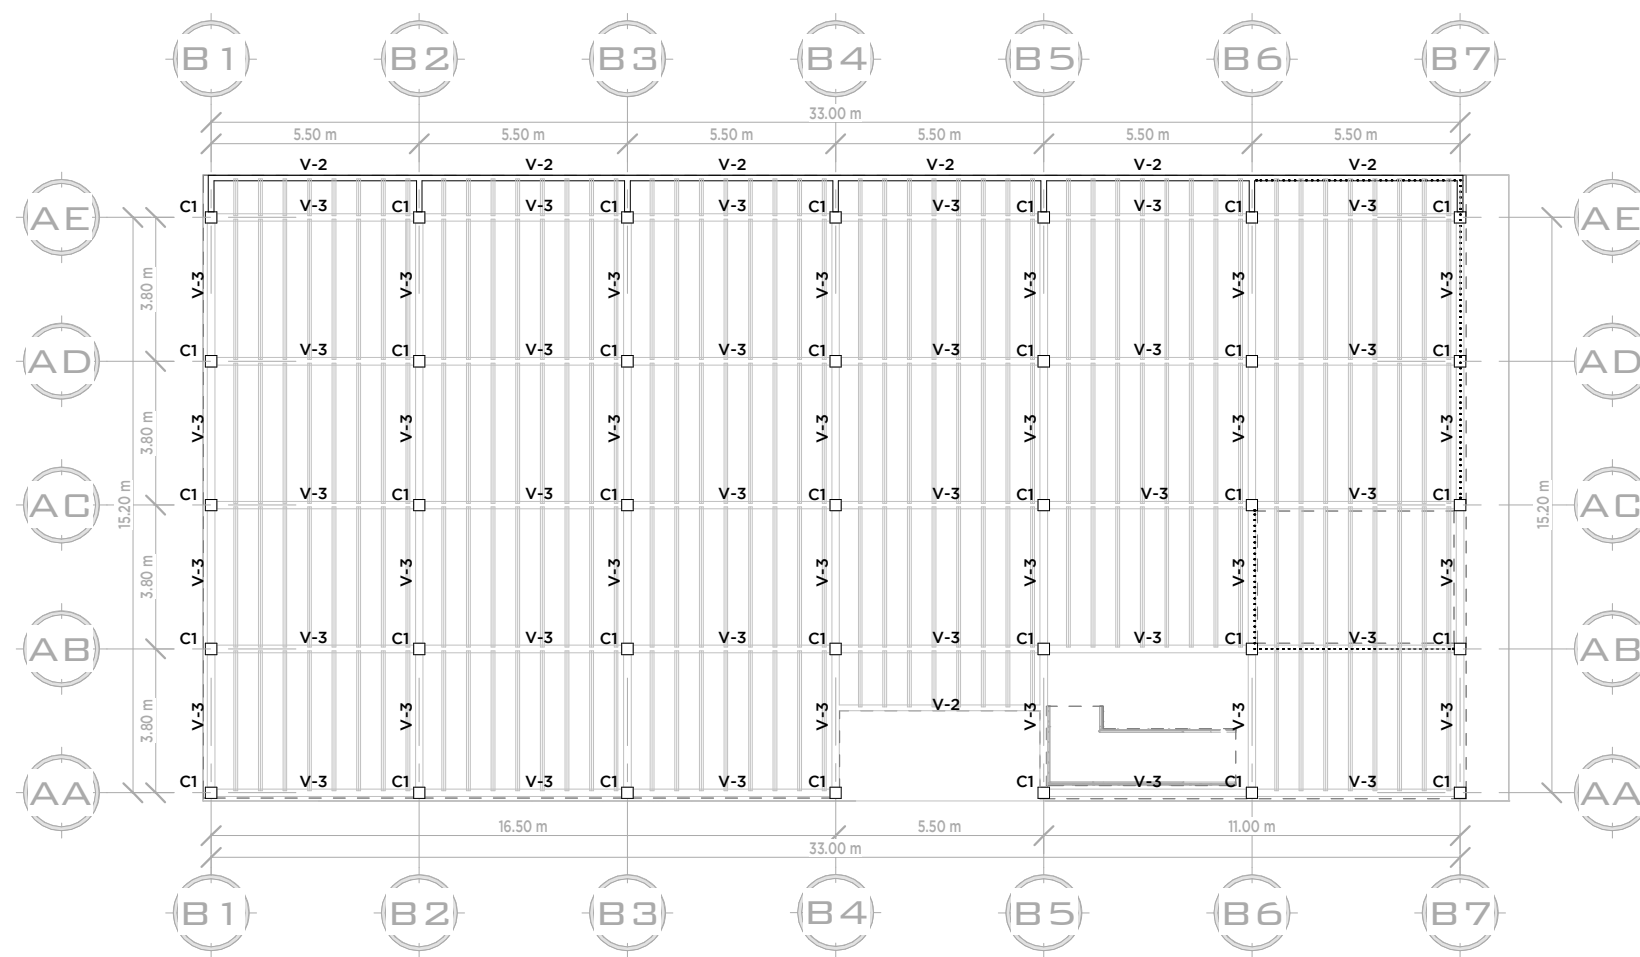 B1 B2 B3 B4 B5 B6 B7
33.00 m
5.50 m 5.50 m 5.50 m 5.50 m 5.50 m 5.50 m
V-2 V-2 V-2 V-2 V-2 V-2
AE C1 V-3 C1 V-3 C1 V-3 C1 V-3 C1 V-3 C1 V-3 C1 AE
3.80 m V-3 V-3 V-3 V-3 V-3 V-3 V-3
AD C1 V-3 C1 V-3 C1 V-3 C1 V-3 C1 V-3 C1 V-3 C1 AD
3.80 m V-3 V-3 V-3 V-3 V-3 V-3 V-3
AC 15.20 m C1 V-3 C1 V-3 C1 V-3 C1 V-3 C1 V-3 C1 V-3 C1 15.20 m AC
3.80 m V-3 V-3 V-3 V-3 V-3 V-3 V-3
AB C1 V-3 C1 V-3 C1 V-3 C1 V-3 C1 V-3 C1 V-3 C1 AB
V-2
3.80 m V-3 V-3 V-3 V-3 V-3 V-3
AA C1 V-3 C1 V-3 C1 V-3 C1 C1 V-3 C1 V-3 C1 AA
16.50 m 5.50 m 11.00 m
33.00 m
B1 B2 B3 B4 B5 B6 B7